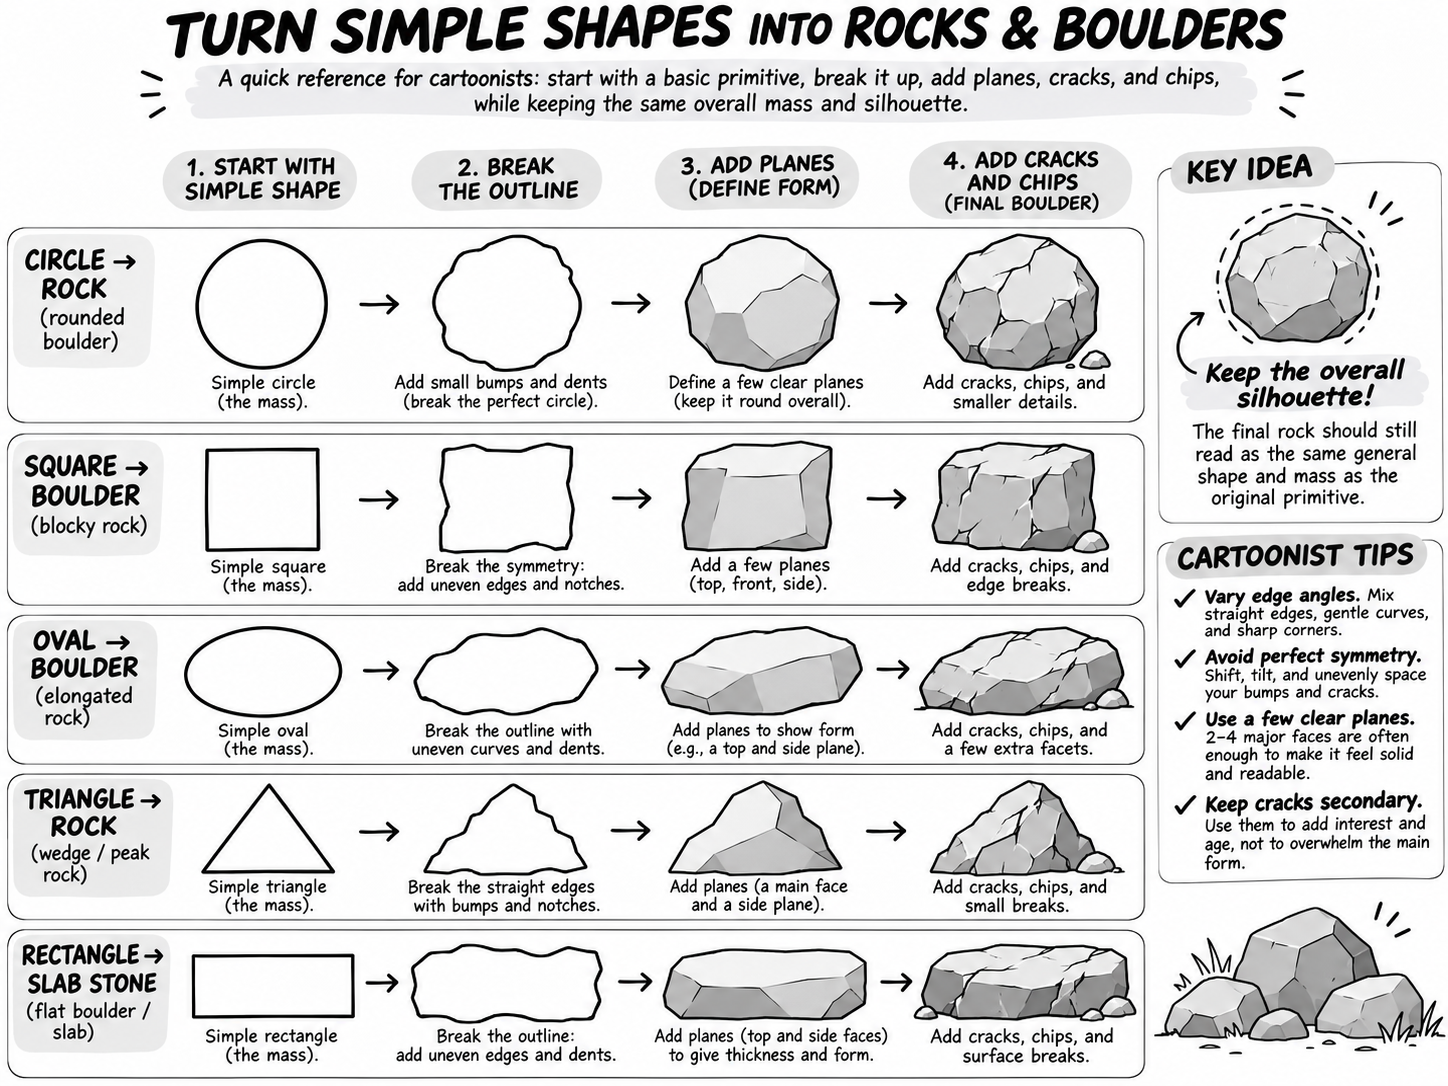 TURN SIMPLE SHAPES INTO ROCKS & BOULDERS
A quick reference for cartoonists: start with a basic primitive, break it up, add planes, cracks, and chips,
while keeping the same overall mass and silhouette.
1. START WITH
SIMPLE SHAPE
2. BREAK
THE OUTLINE
3. ADD PLANES
(DEFINE FORM)
4. ADD CRACKS
AND CHIPS
(FINAL BOULDER)
CIRCLE →
ROCK
(rounded
boulder)
Simple circle
(the mass).
Add small bumps and dents
(break the perfect circle).
Define a few clear planes
(keep it round overall).
Add cracks, chips, and
smaller details.
SQUARE →
BOULDER
(blocky rock)
Simple square
(the mass).
Break the symmetry:
add uneven edges and notches.
Add a few planes
(top, front, side).
Add cracks, chips, and
edge breaks.
OVAL →
BOULDER
(elongated
rock)
Simple oval
(the mass).
Break the outline with
uneven curves and dents.
Add planes to show form
(e.g., a top and side plane).
Add cracks, chips, and
a few extra facets.
TRIANGLE →
ROCK
(wedge / peak
rock)
Simple triangle
(the mass).
Break the straight edges
with bumps and notches.
Add planes (a main face
and a side plane).
Add cracks, chips, and
small breaks.
RECTANGLE →
SLAB STONE
(flat boulder /
slab)
Simple rectangle
(the mass).
Break the outline:
add uneven edges and dents.
Add planes (top and side faces)
to give thickness and form.
Add cracks, chips, and
surface breaks.
KEY IDEA
Keep the overall
silhouette!
The final rock should still
read as the same general
shape and mass as the
original primitive.
CARTOONIST TIPS
✓ Vary edge angles. Mix
straight edges, gentle curves,
and sharp corners.
✓ Avoid perfect symmetry.
Shift, tilt, and unevenly space
your bumps and cracks.
✓ Use a few clear planes.
2–4 major faces are often
enough to make it feel solid
and readable.
✓ Keep cracks secondary.
Use them to add interest and
age, not to overwhelm the main
form.